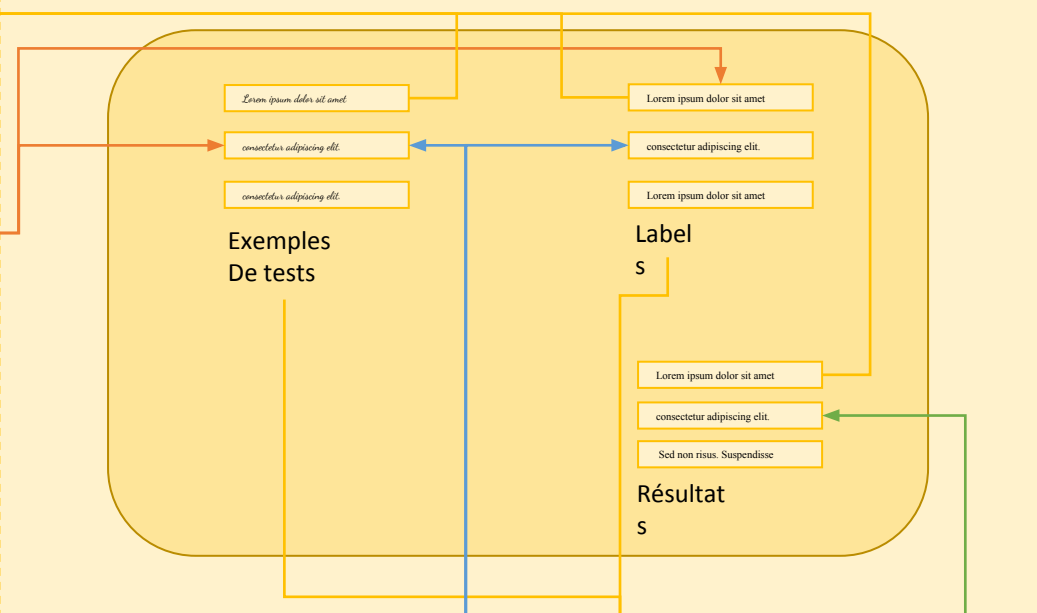 Lorem ipsum dolor sit amet
consectetur adipiscing elit.
consectetur adipiscing elit.
Exemples
De tests
Lorem ipsum dolor sit amet
consectetur adipiscing elit.
Lorem ipsum dolor sit amet
Label
s
Lorem ipsum dolor sit amet
consectetur adipiscing elit.
Sed non risus. Suspendisse
Résultat
s